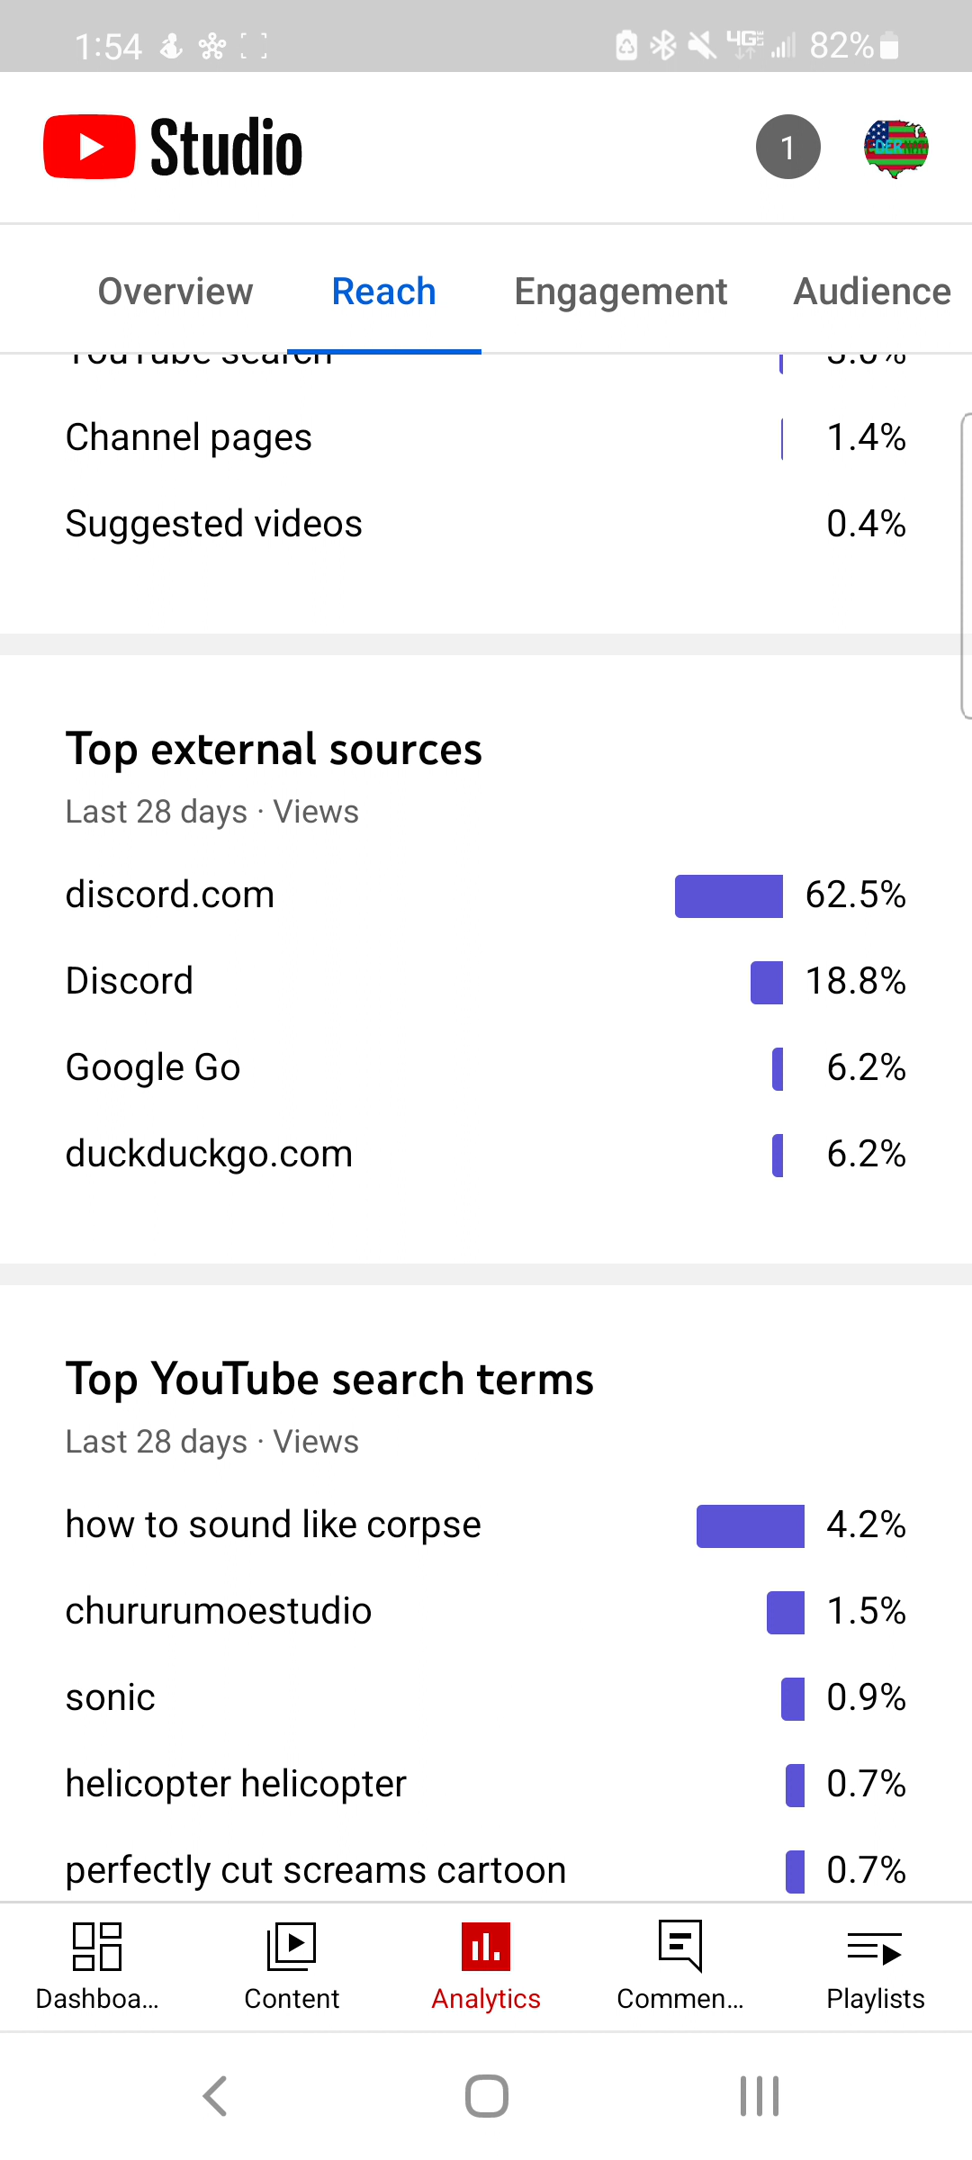 1:54
4GE
82%
Studio
1
Overview
Reach
Engagement
Audience
YouTube search
Channel pages
1.4%
Suggested videos
0.4%
Top external sources
Last 28 days · Views
discord.com
62.5%
Discord
18.8%
Google Go
6.2%
duckduckgo.com
6.2%
Top YouTube search terms
Last 28 days · Views
how to sound like corpse
4.2%
chururumoestudio
1.5%
sonic
0.9%
helicopter helicopter
0.7%
perfectly cut screams cartoon
0.7%
Dashboa...
Content
Analytics
Commen...
Playlists